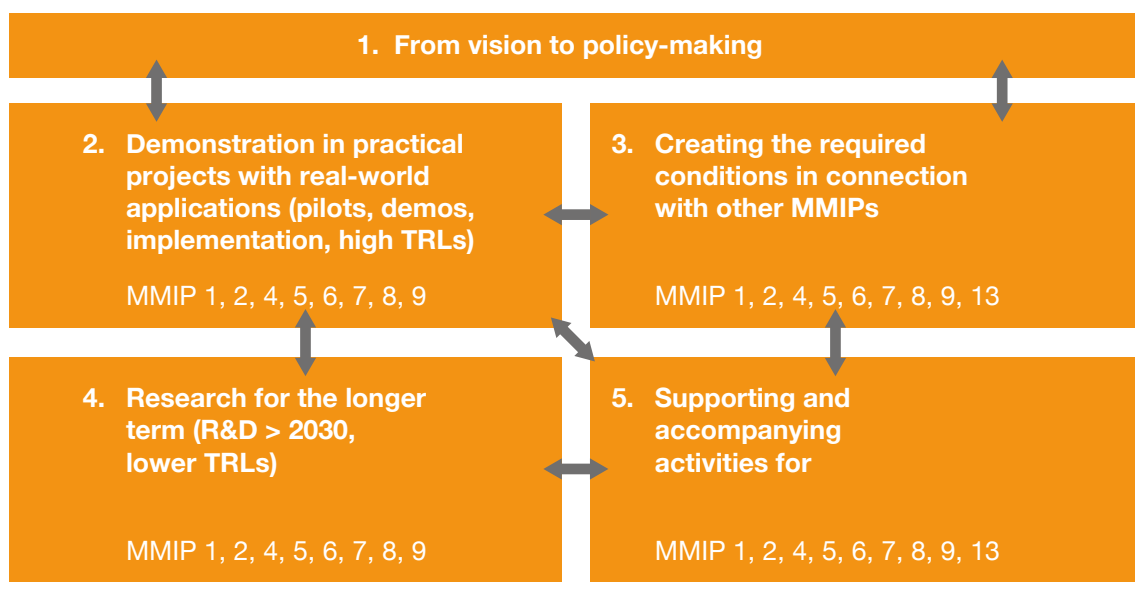 1. From vision to policy-making
2. Demonstration in practical
projects with real-world
applications (pilots, demos,
implementation, high TRLs)
MMIP 1, 2, 4, 5, 6, 7, 8, 9
3. Creating the required
conditions in connection
with other MMIPs
MMIP 1, 2, 4, 5, 6, 7, 8, 9, 13
4. Research for the longer
term (R&D > 2030,
lower TRLs)
MMIP 1, 2, 4, 5, 6, 7, 8, 9
5. Supporting and
accompanying
activities for
MMIP 1, 2, 4, 5, 6, 7, 8, 9, 13